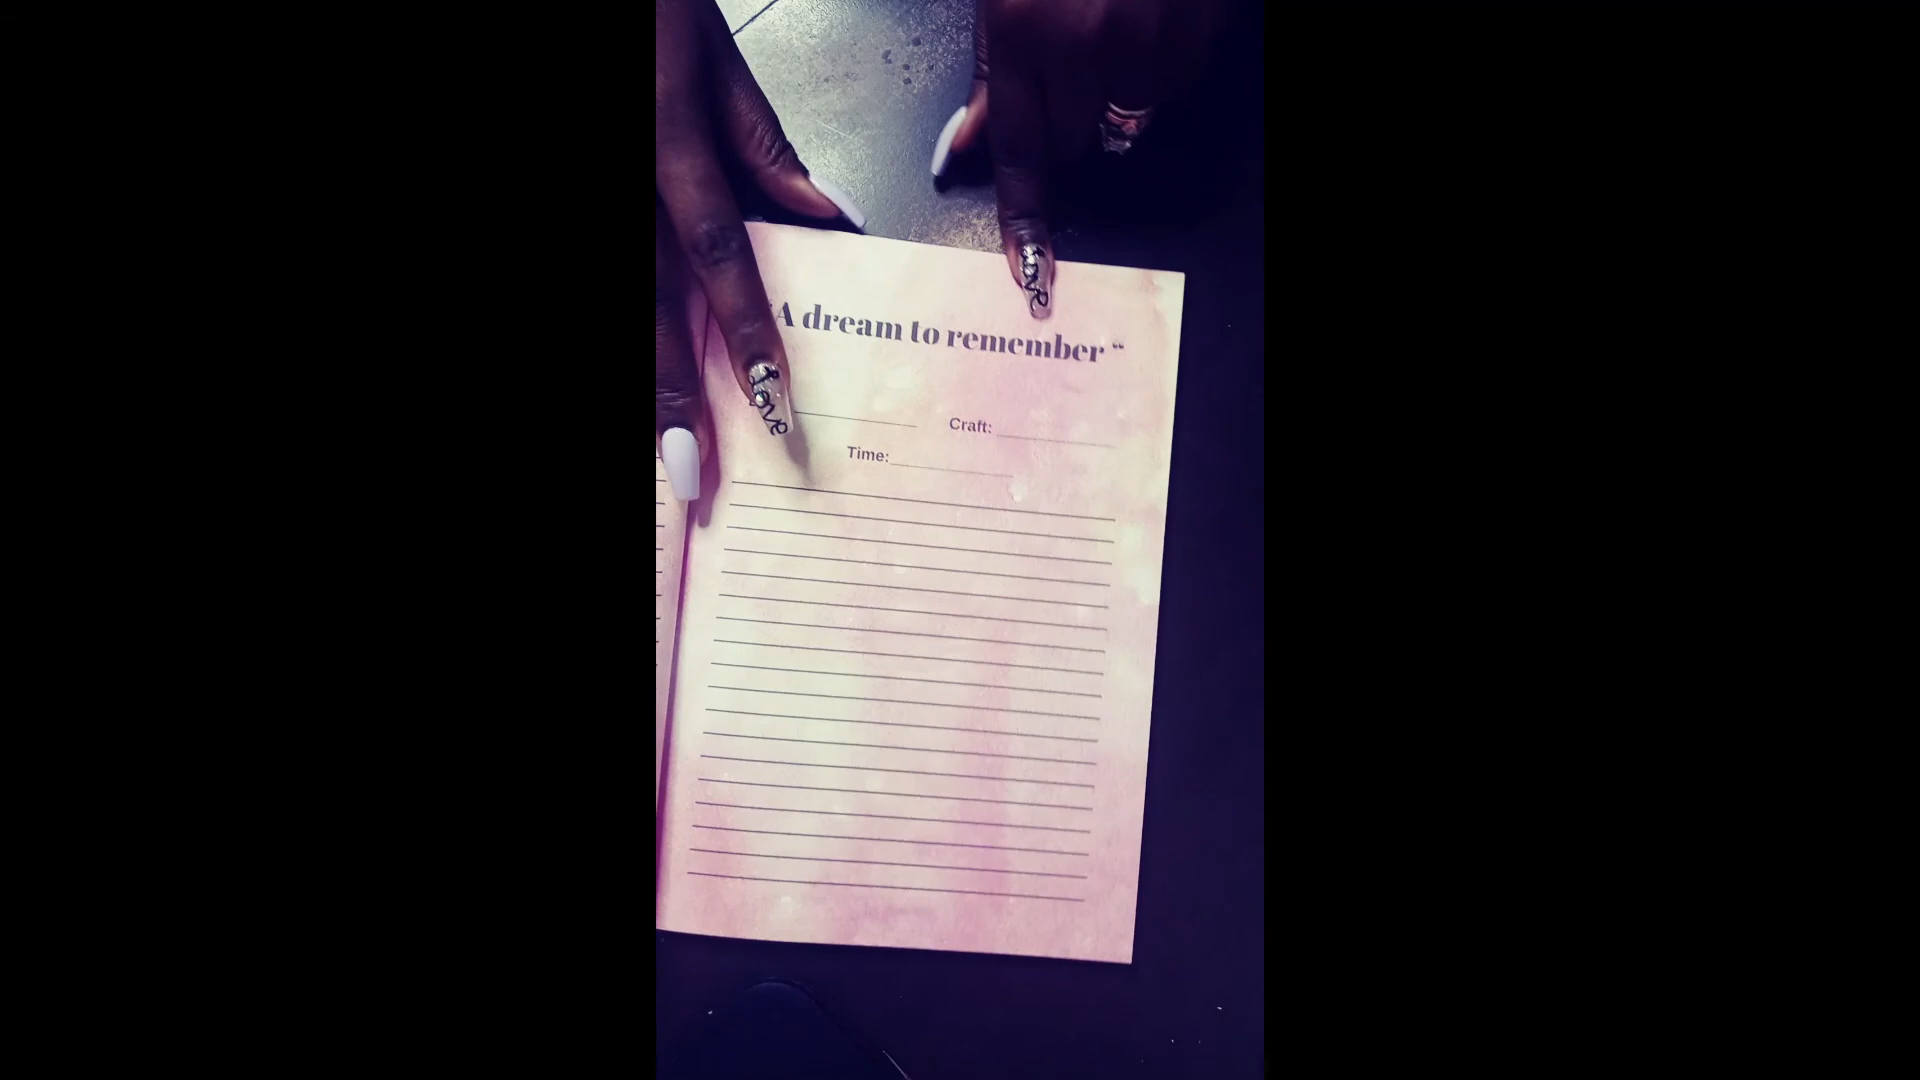 "A dream to remember "
Craft:
Time:
Love
Love